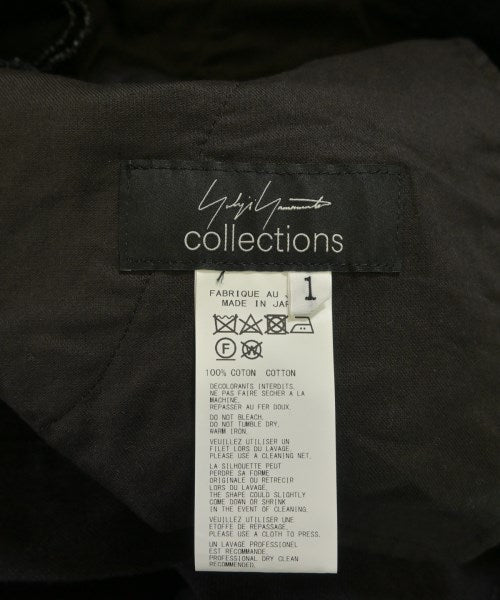 Yohji Yamamoto
collections
1
FABRIQUE AU
MADE IN JAP
F
W
100% COTON COTTON
DECOLORANTS INTERDITS.
NE PAS FAIRE SECHER A LA
MACHINE.
REPASSER AU FER DOUX.
DO NOT BLEACH.
DO NOT TUMBLE DRY.
WARM IRON.
VEUILLEZ UTILISER UN
FILET LORS DU LAVAGE.
PLEASE USE A CLEANING NET.
LA SILHOUETTE PEUT
PERDRE SA FORME
ORIGINALE OU RETRECIR
LORS DU LAVAGE.
THE SHAPE COULD SLIGHTLY
COME DOWN OR SHRINK
IN THE EVENT OF CLEANING.
VEUILLEZ UTILISER UNE
ETOFFE DE REPASSAGE.
PLEASE USE A CLOTH TO PRESS.
UN LAVAGE PROFESSIONEL
EST RECOMMANDE.
PROFESSIONAL DRY CLEAN
RECOMMENDED.